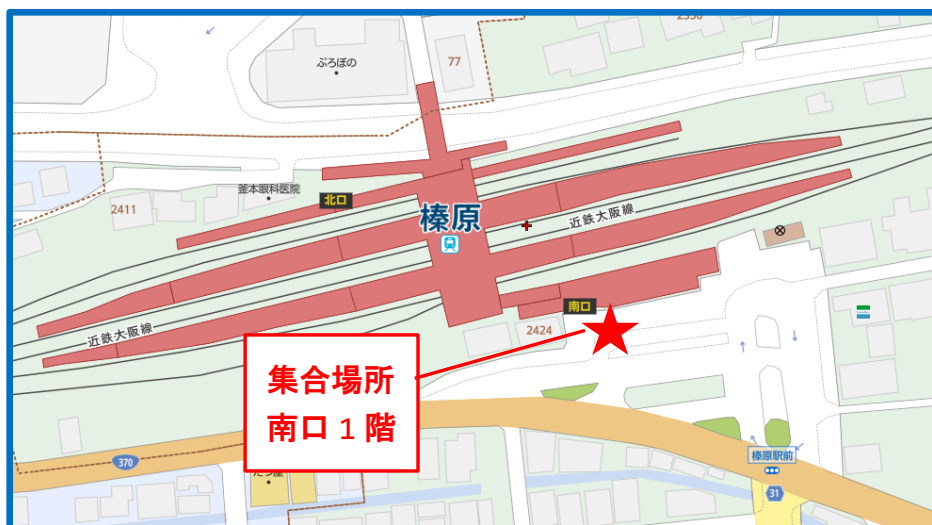 2350
ぷろぼの
77
釜本眼科医院
北口
2411
榛原
近鉄大阪線
南口
近鉄大阪線
2424
集合場所
南口1階
370
榛原駅前
31